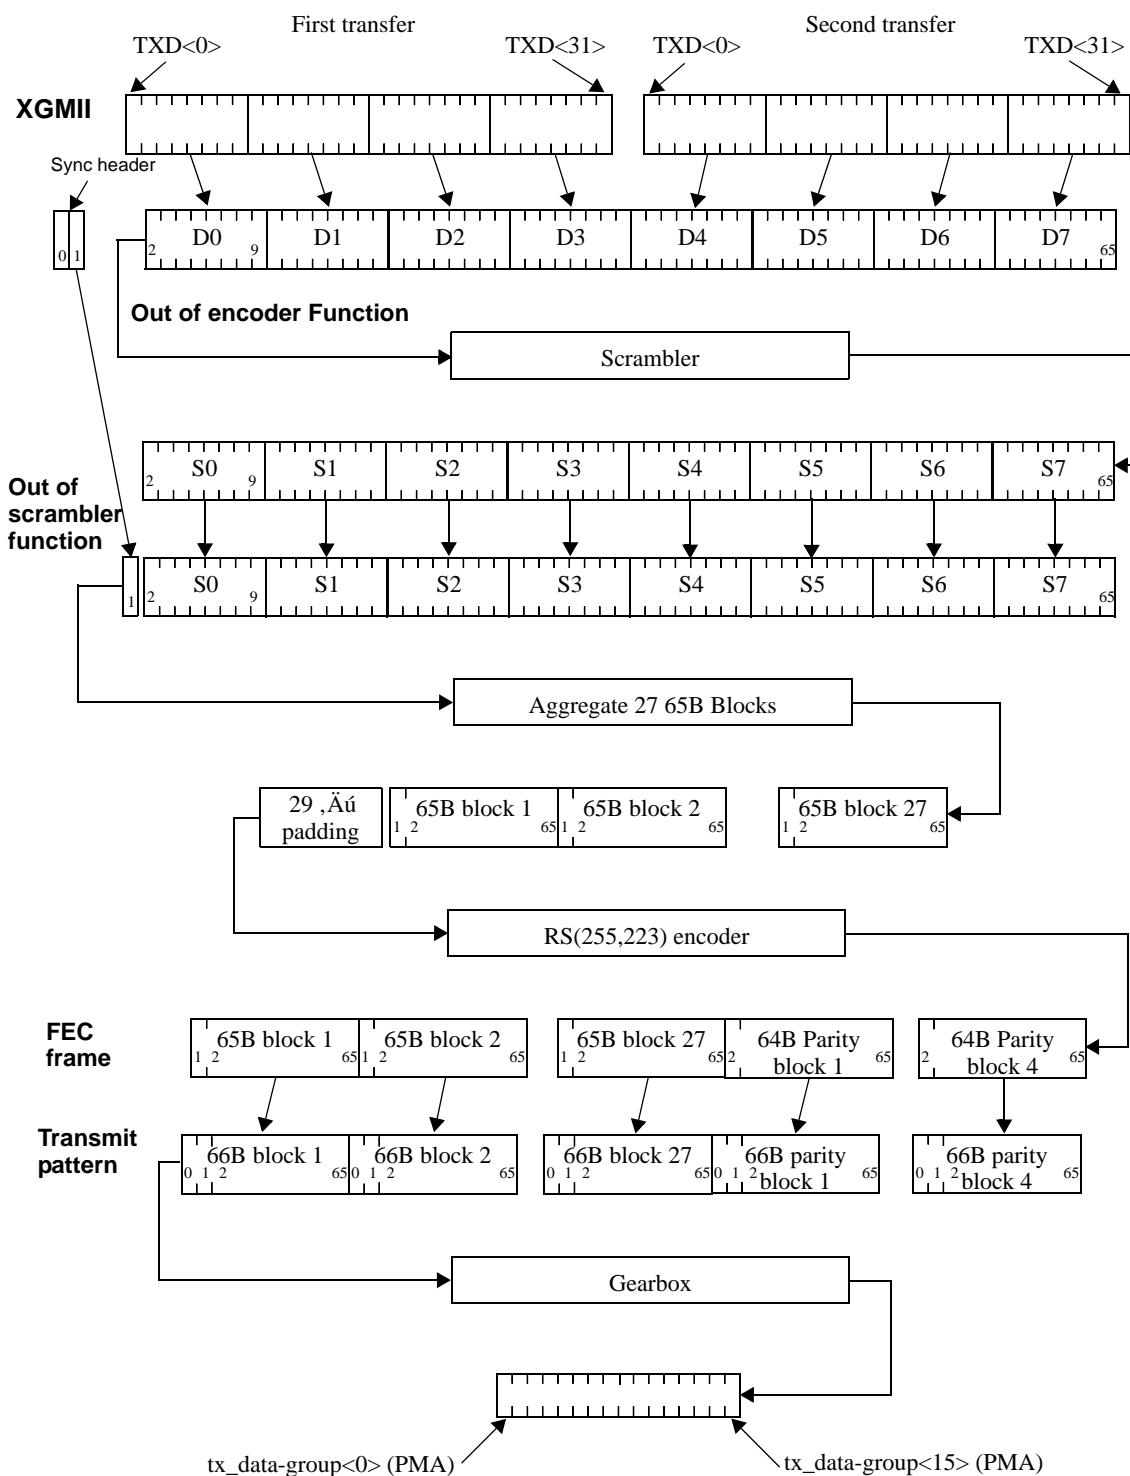 First transfer
Second transfer
TXD<0>
TXD<31>
TXD<0>
TXD<31>
XGMII
Sync header
0 1
2 D0 9 D1 D2 D3 D4 D5 D6 D7 65
Out of encoder Function
Scrambler
2 S0 9 S1 S2 S3 S4 S5 S6 S7 65
Out of
scrambler
function
1 2 S0 9 S1 S2 S3 S4 S5 S6 S7 65
Aggregate 27 65B Blocks
29 ‚Äú
padding
1 2 65B block 1 65
1 2 65B block 2 65
1 2 65B block 27 65
RS(255,223) encoder
FEC
frame
1 2 65B block 1 65
1 2 65B block 2 65
1 2 65B block 27 65
2 64B Parity 65
block 1
2 64B Parity 65
block 4
Transmit
pattern
0 1 2 66B block 1 65
0 1 2 66B block 2 65
0 1 2 66B block 27 65
0 1 2 66B parity 65
block 1
0 1 2 66B parity 65
block 4
Gearbox
tx_data-group<0> (PMA)
tx_data-group<15> (PMA)